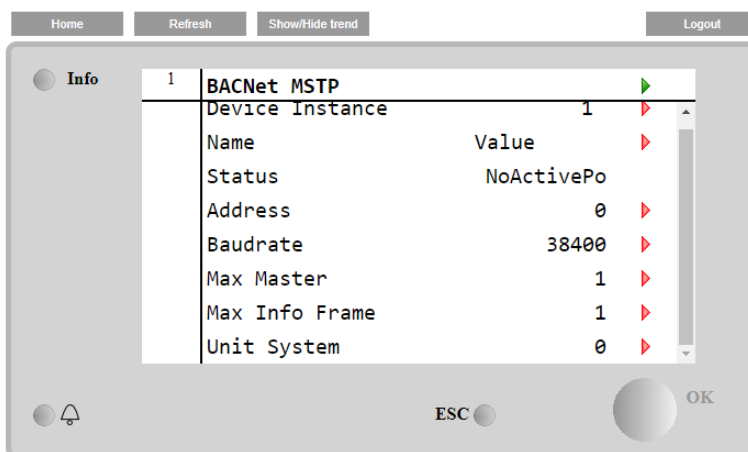 Home Refresh Show/Hide trend Logout
Info 1 BACNet MSTP
Device Instance 1
Name Value
Status NoActivePo
Address 0
Baudrate 38400
Max Master 1
Max Info Frame 1
Unit System 0
ESC OK